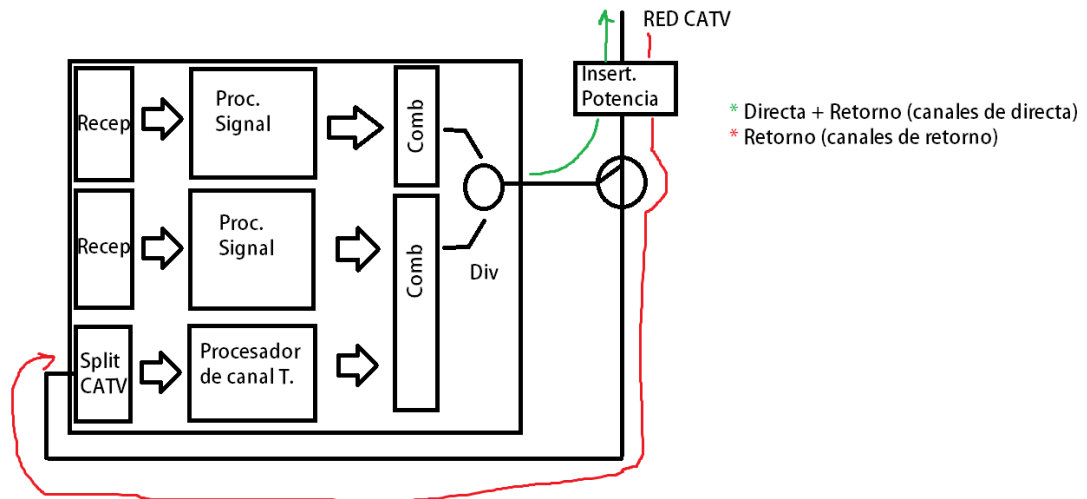 RED CATV
Insert.
Potencia
* Directa + Retorno (canales de directa)
* Retorno (canales de retorno)
Recep
Proc.
Signal
Comb
Recep
Proc.
Signal
Comb
Div
Split
CATV
Procesador
de canal T.